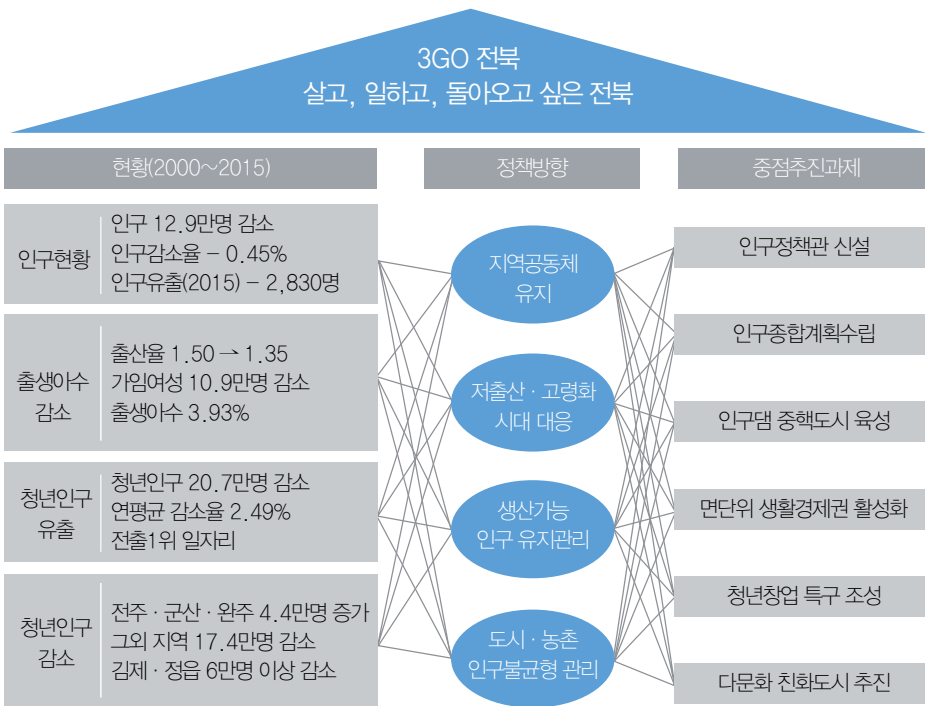 3GO 전북
살고, 일하고, 돌아오고 싶은 전북
현황(2000~2015)
인구현황
인구 12.9만명 감소
인구감소율 - 0.45%
인구유출(2015) - 2,830명
출생아수
감소
출산율 1.50 → 1.35
가임여성 10.9만명 감소
출생아수 3.93%
청년인구
유출
청년인구 20.7만명 감소
연평균 감소율 2.49%
전출1위 일자리
청년인구
감소
전주 · 군산 · 완주 4.4만명 증가
그외 지역 17.4만명 감소
김제 · 정읍 6만명 이상 감소
정책방향
지역공동체
유지
저출산 · 고령화
시대 대응
생산가능
인구 유지관리
도시 · 농촌
인구불균형 관리
중점추진과제
인구정책관 신설
인구종합계획수립
인구댐 중핵도시 육성
면단위 생활경제권 활성화
청년창업 특구 조성
다문화 친화도시 추진